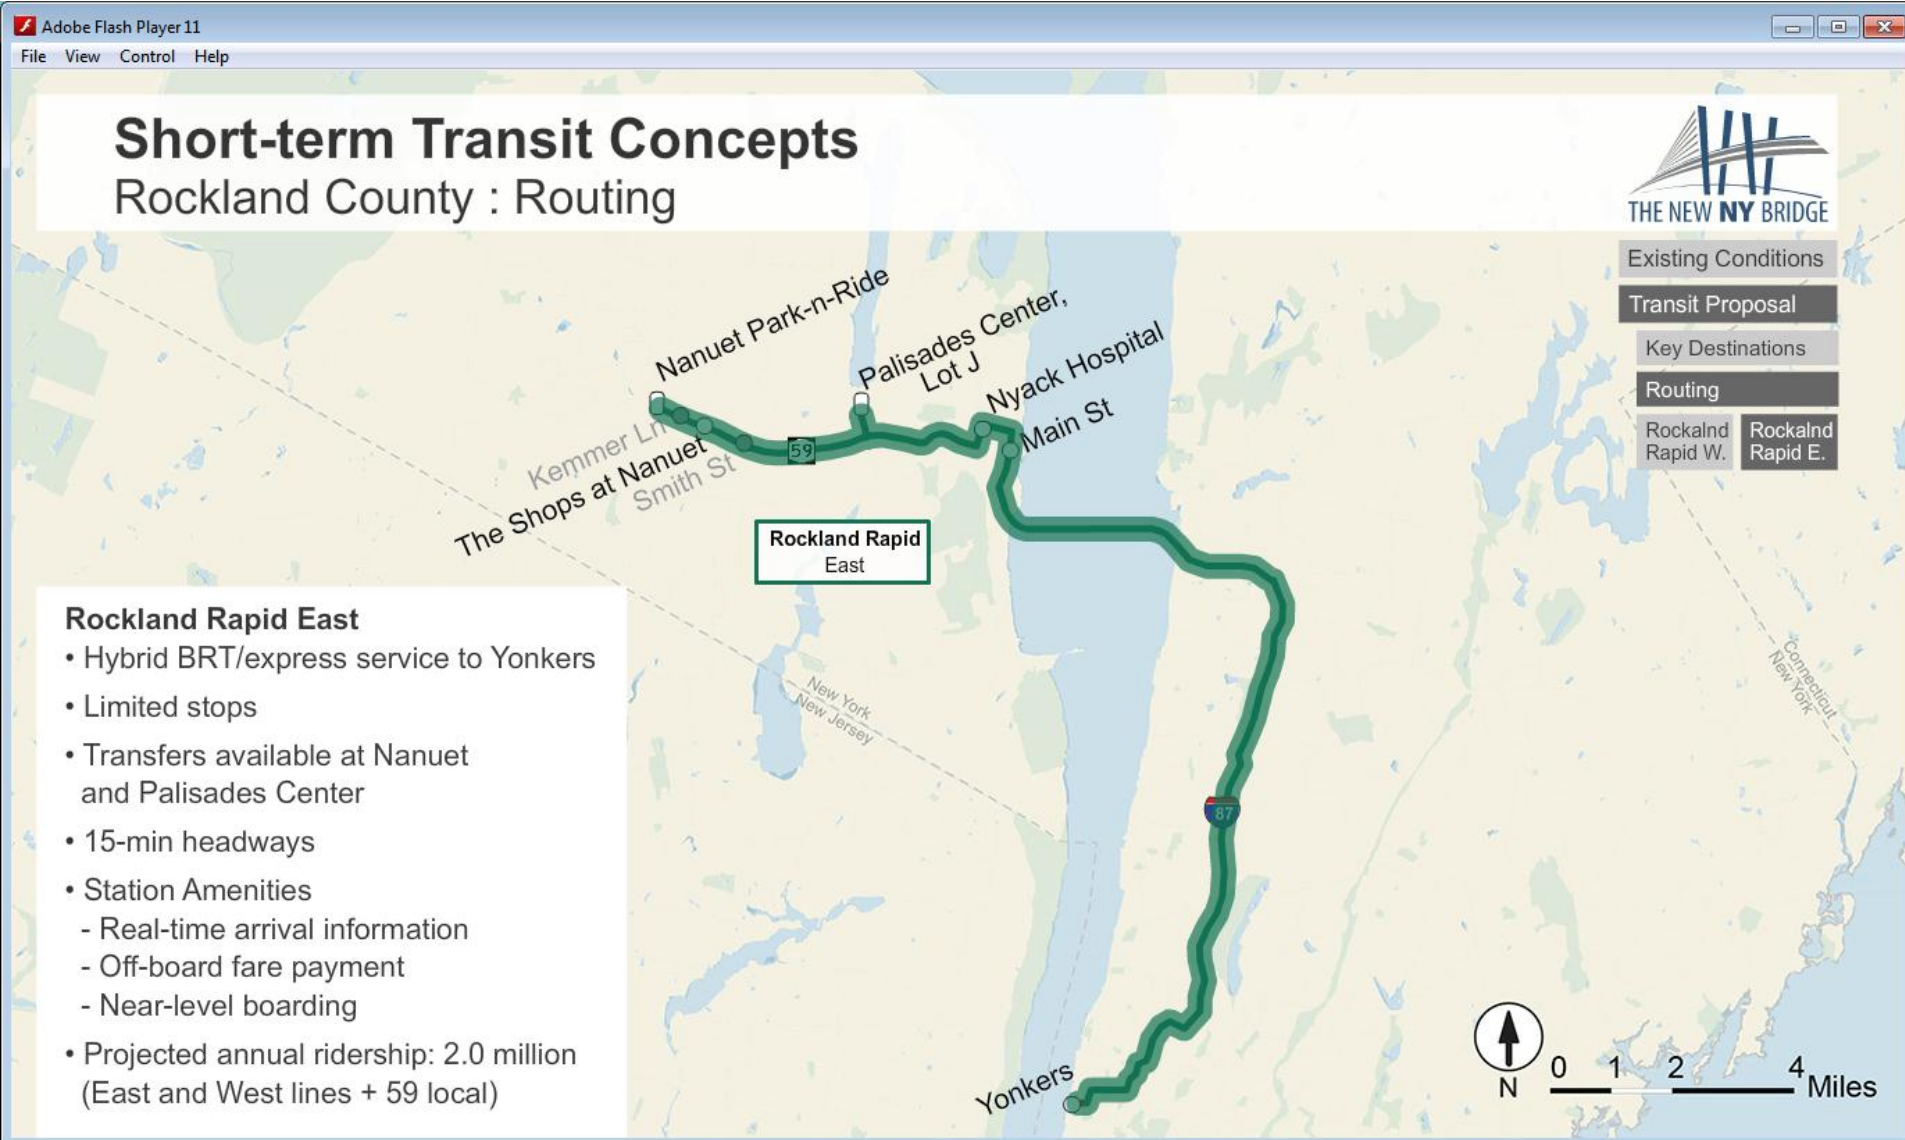 Adobe Flash Player 11
File View Control Help
Short-term Transit Concepts
Rockland County : Routing
THE NEW NY BRIDGE
Existing Conditions
Transit Proposal
Key Destinations
Routing
Rockalnd
Rapid W.
Rockalnd
Rapid E.
Nanuet Park-n-Ride
Palisades Center,
Lot J
Nyack Hospital
Main St
Kemmer Ln
The Shops at Nanuet
Smith St
59
Rockland Rapid
East
Rockland Rapid East
• Hybrid BRT/express service to Yonkers
• Limited stops
• Transfers available at Nanuet
and Palisades Center
• 15-min headways
• Station Amenities
- Real-time arrival information
- Off-board fare payment
- Near-level boarding
• Projected annual ridership: 2.0 million
(East and West lines + 59 local)
New York
New Jersey
Connecticut
New York
87
Yonkers
N
0 1 2 4
Miles